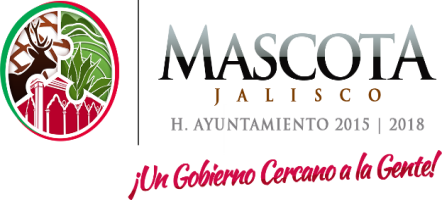 MASCOTA
JALISCO
H. AYUNTAMIENTO 2015 | 2018
¡Un Gobierno Cercano a la Gente!